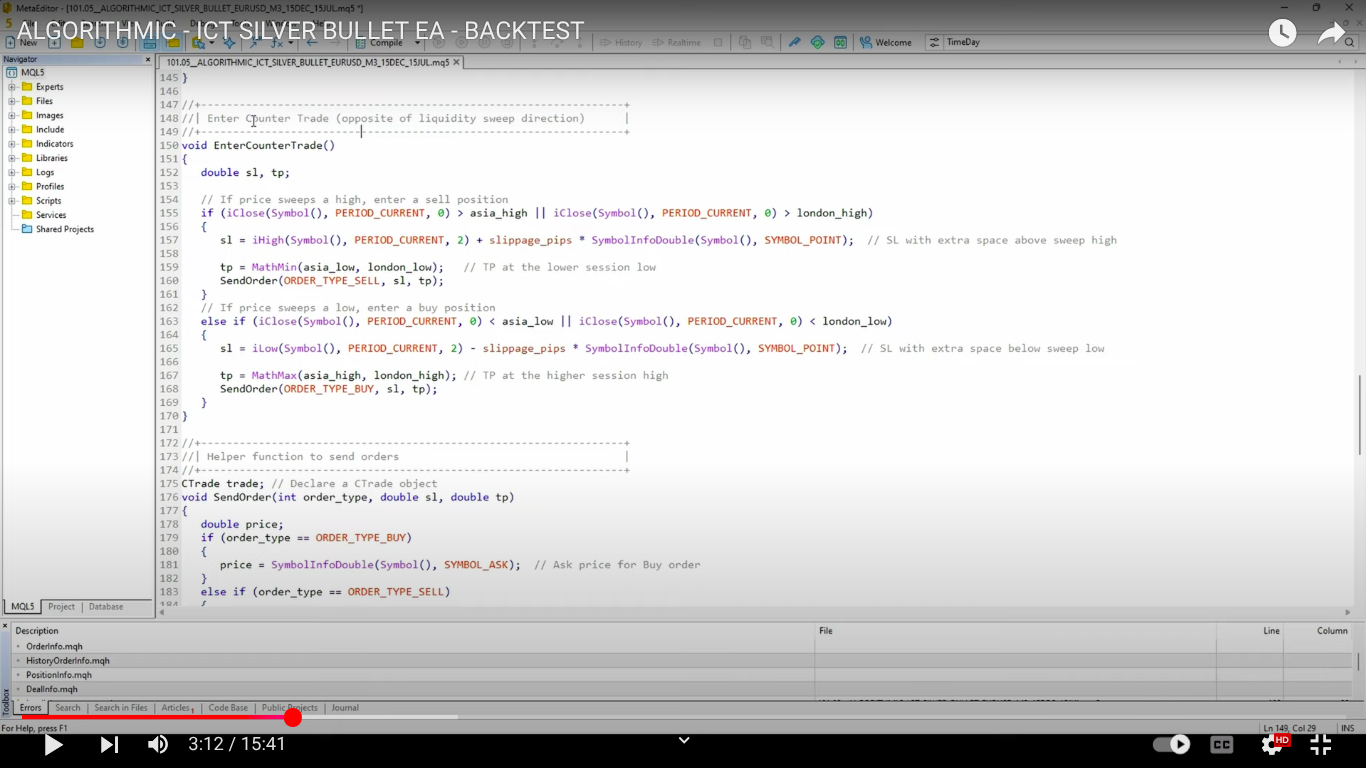 MetaEditor - [101.05__ALGORITHMIC_ICT_SILVER_BULLET_EURUSD_M3_15DEC_15JUL.mq5 *]
ALGORITHMIC - ICT SILVER BULLET EA - BACKTEST
New
Compile
History
Realtime
Welcome
TimeDay
Navigator
101.05__ALGORITHMIC_ICT_SILVER_BULLET_EURUSD_M3_15DEC_15JUL.mq5
MQL5
Experts
Files
Images
Include
Indicators
Libraries
Logs
Profiles
Scripts
Services
Shared Projects
145 }
146
147 //+------------------------------------------------------------------+
148 //| Enter Counter Trade (opposite of liquidity sweep direction)      |
149 //+------------------------------------------------------------------+
150 void EnterCounterTrade()
151 {
152    double sl, tp;
153
154    // If price sweeps a high, enter a sell position
155    if (iClose(Symbol(), PERIOD_CURRENT, 0) > asia_high || iClose(Symbol(), PERIOD_CURRENT, 0) > london_high)
156    {
157       sl = iHigh(Symbol(), PERIOD_CURRENT, 2) + slippage_pips * SymbolInfoDouble(Symbol(), SYMBOL_POINT);  // SL with extra space above sweep high
158
159       tp = MathMin(asia_low, london_low);   // TP at the lower session low
160       SendOrder(ORDER_TYPE_SELL, sl, tp);
161    }
162    // If price sweeps a low, enter a buy position
163    else if (iClose(Symbol(), PERIOD_CURRENT, 0) < asia_low || iClose(Symbol(), PERIOD_CURRENT, 0) < london_low)
164    {
165       sl = iLow(Symbol(), PERIOD_CURRENT, 2) - slippage_pips * SymbolInfoDouble(Symbol(), SYMBOL_POINT);  // SL with extra space below sweep low
166
167       tp = MathMax(asia_high, london_high); // TP at the higher session high
168       SendOrder(ORDER_TYPE_BUY, sl, tp);
169    }
170 }
171
172 //+------------------------------------------------------------------+
173 //| Helper function to send orders                                   |
174 //+------------------------------------------------------------------+
175 CTrade trade; // Declare a CTrade object
176 void SendOrder(int order_type, double sl, double tp)
177 {
178    double price;
179    if (order_type == ORDER_TYPE_BUY)
180    {
181       price = SymbolInfoDouble(Symbol(), SYMBOL_ASK);  // Ask price for Buy order
182    }
183    else if (order_type == ORDER_TYPE_SELL)
184    {
MQL5 Project Database
Description File Line Column
OrderInfo.mqh
HistoryOrderInfo.mqh
PositionInfo.mqh
DealInfo.mqh
Toolbox
Errors Search Search in Files Articles 1 Code Base Public Projects Journal
For Help, press F1
Ln 149, Col 29 INS
3:12 / 15:41
CC
HD